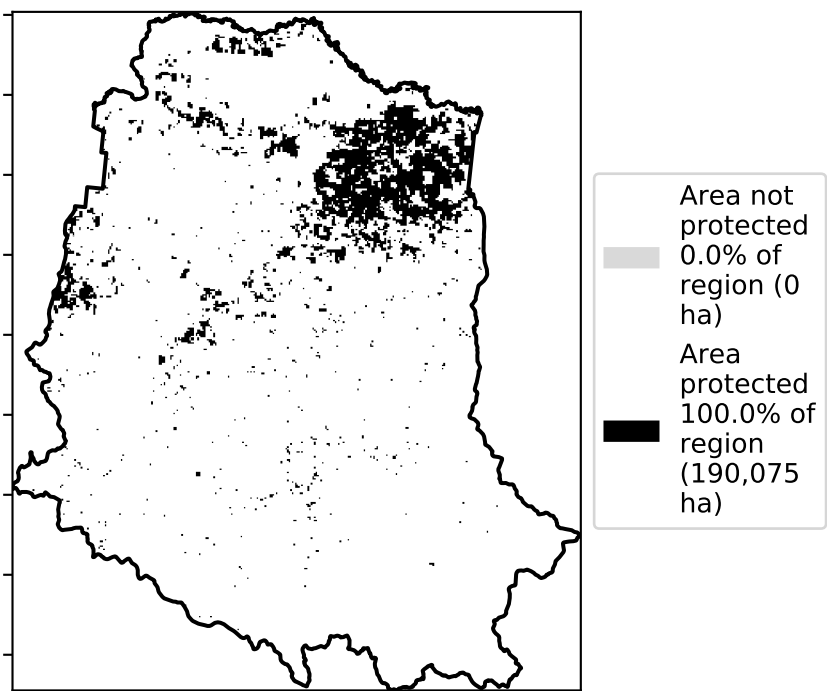 Area not
protected
0.0% of
region (0
ha)
Area
protected
100.0% of
region
(190,075
ha)